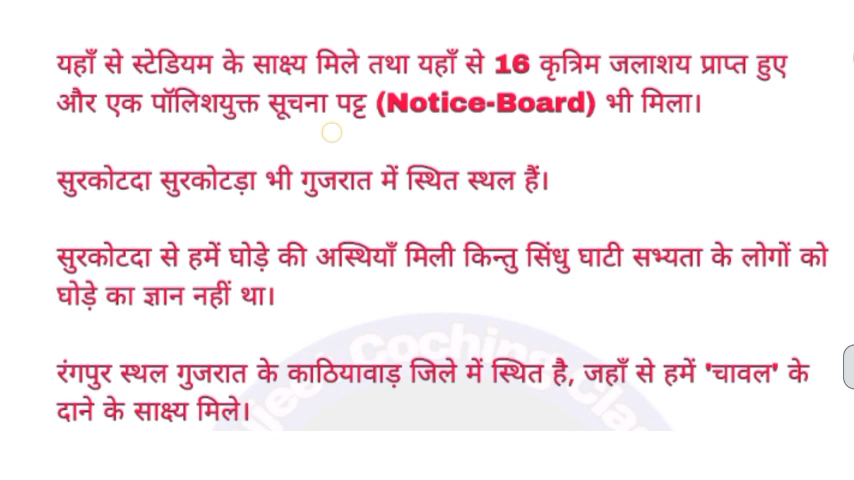 यहाँ से स्टेडियम के साक्ष्य मिले तथा यहाँ से 16 कृत्रिम जलाशय प्राप्त हुए
और एक पॉलिशयुक्त सूचना पट्ट (Notice-Board) भी मिला।
सुरकोटदा सुरकोटड़ा भी गुजरात में स्थित स्थल हैं।
सुरकोटदा से हमें घोड़े की अस्थियाँ मिली किन्तु सिंधु घाटी सभ्यता के लोगों को
घोड़े का ज्ञान नहीं था।
रंगपुर स्थल गुजरात के काठियावाड़ जिले में स्थित है, जहाँ से हमें 'चावल' के
दाने के साक्ष्य मिले।
Coching